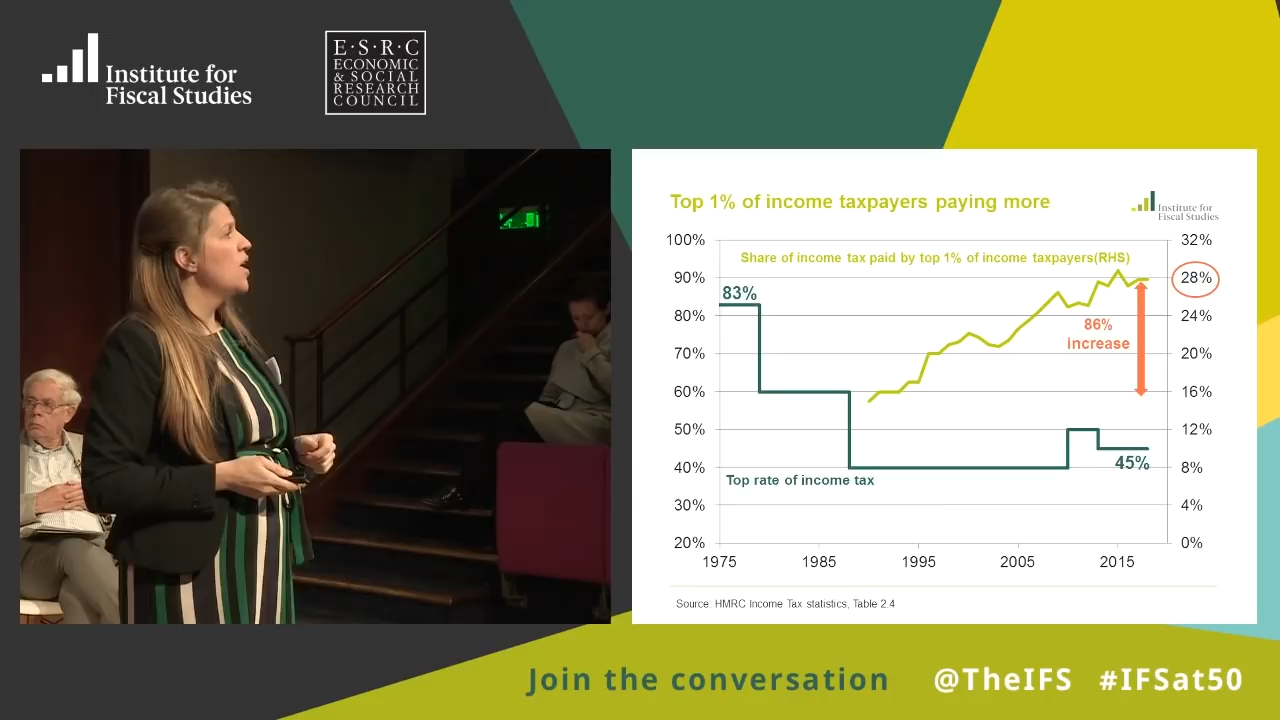 Institute for
Fiscal Studies
E·S·R·C
ECONOMIC
& SOCIAL
RESEARCH
COUNCIL
Top 1% of income taxpayers paying more
Institute for
Fiscal Studies
100%
90%
80%
70%
60%
50%
40%
30%
20%
32%
28%
24%
20%
16%
12%
8%
4%
0%
Share of income tax paid by top 1% of income taxpayers(RHS)
83%
86%
increase
45%
Top rate of income tax
1975
1985
1995
2005
2015
Source: HMRC Income Tax statistics, Table 2.4
Join the conversation @TheIFS #IFSat50